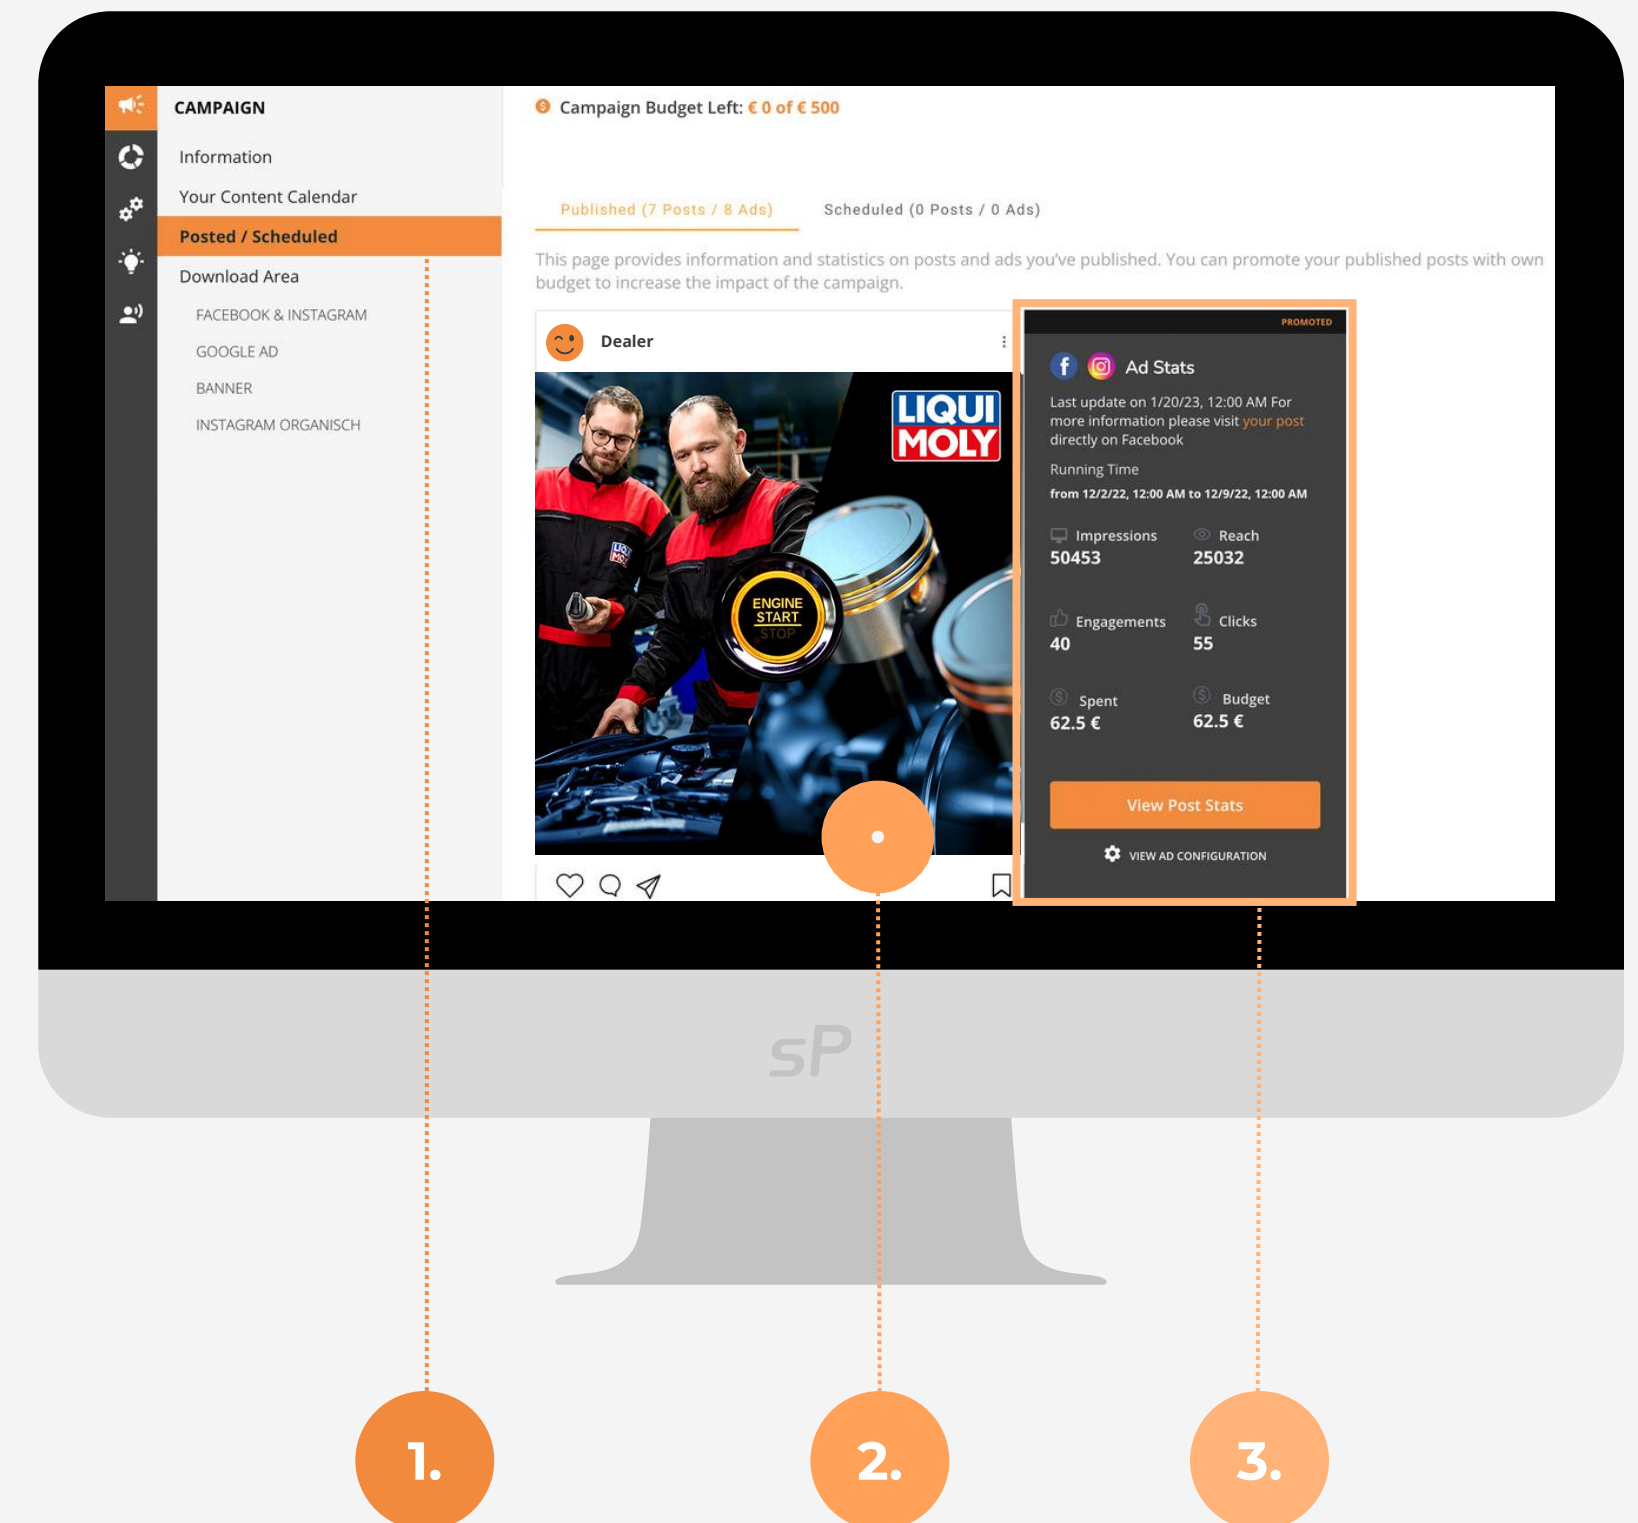 CAMPAIGN
Information
Your Content Calendar
Posted / Scheduled
Download Area
FACEBOOK & INSTAGRAM
GOOGLE AD
BANNER
INSTAGRAM ORGANISCH
Campaign Budget Left: € 0 of € 500
Published (7 Posts / 8 Ads)
Scheduled (0 Posts / 0 Ads)
This page provides information and statistics on posts and ads you've published. You can promote your published posts with own
budget to increase the impact of the campaign.
Dealer
LIQUI
MOLY
LIQUI
MOLY
ENGINE
START
STOP
PROMOTED
Ad Stats
Last update on 1/20/23, 12:00 AM For
more information please visit your post
directly on Facebook
Running Time
from 12/2/22, 12:00 AM to 12/9/22, 12:00 AM
Impressions
50453
Reach
25032
Engagements
40
Clicks
55
Spent
62.5 €
Budget
62.5 €
View Post Stats
VIEW AD CONFIGURATION
sP
1.
2.
3.